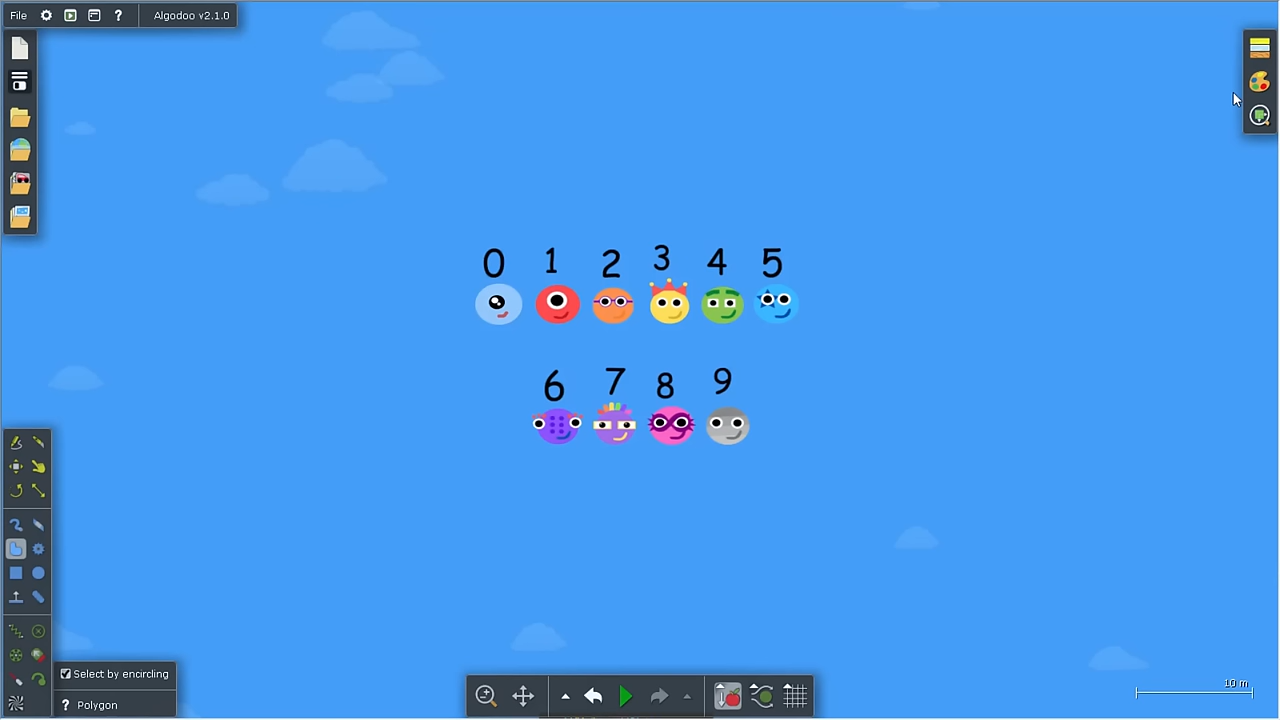 File ? Algodoo v2.1.0
0 1 2 3 4 5
6 7 8 9
Select by encircling
? Polygon
10 m